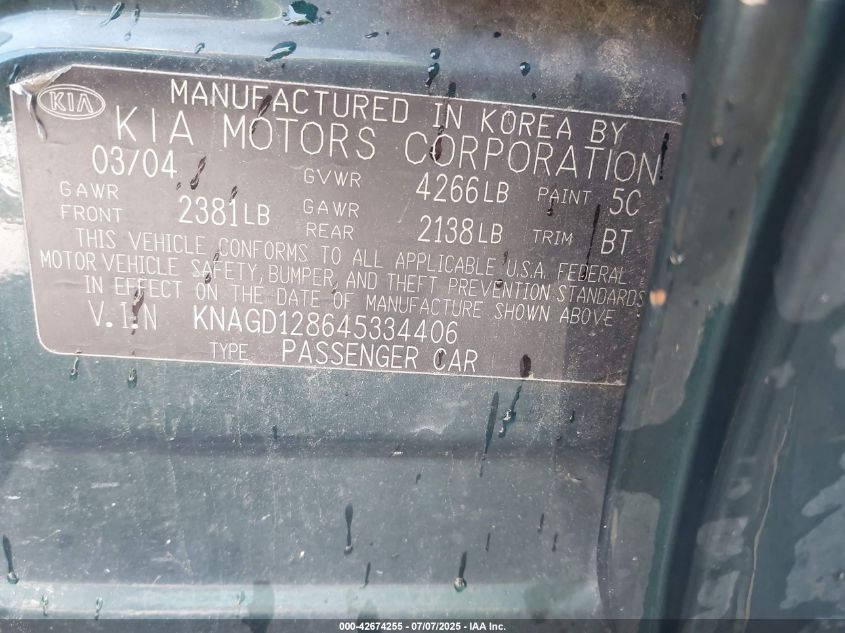 KIA
MANUFACTURED IN KOREA BY
KIA MOTORS CORPORATION
03/04 GVWR 4266LB PAINT 5C
GAWR FRONT 2381LB GAWR REAR 2138LB TRIM BT
THIS VEHICLE CONFORMS TO ALL APPLICABLE U.S.A. FEDERAL
MOTOR VEHICLE SAFETY, BUMPER, AND THEFT PREVENTION STANDARDS
IN EFFECT ON THE DATE OF MANUFACTURE SHOWN ABOVE
V.I.N KNAGD128645334406
TYPE PASSENGER CAR
000-42674255 - 07/07/2025 - IAA Inc.